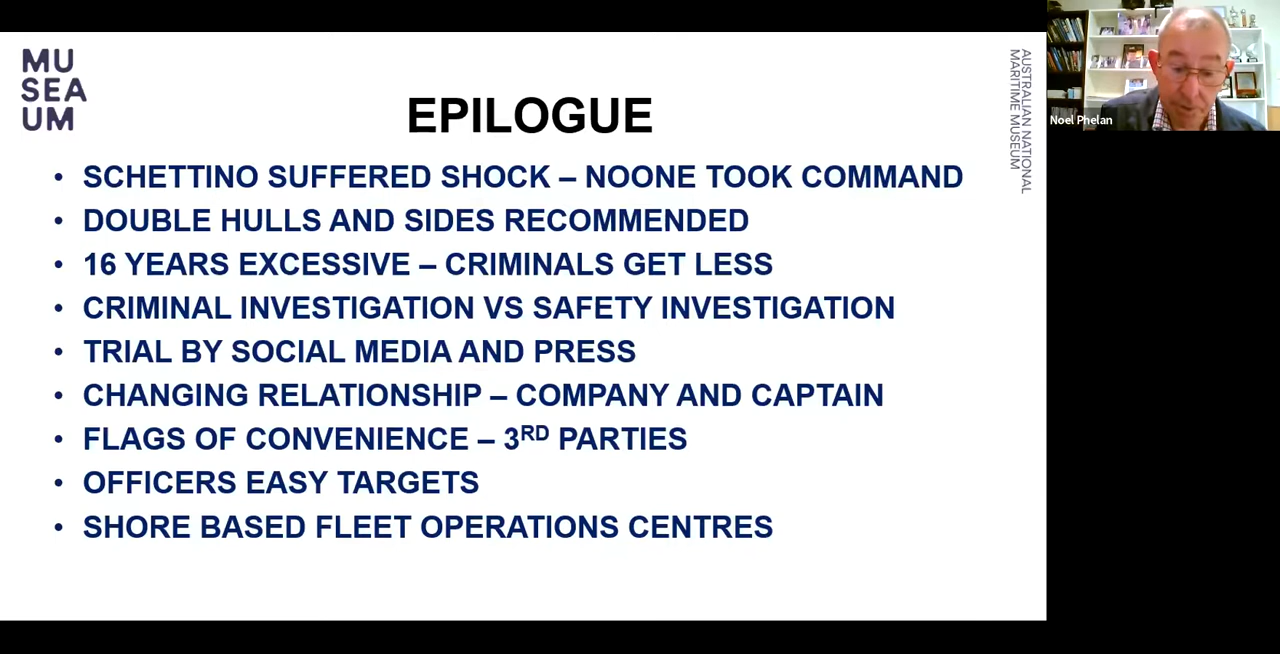 MU
SEA
UM
EPILOGUE
AUSTRALIAN NATIONAL
MARITIME MUSEUM
Noel Phelan
• SCHETTINO SUFFERED SHOCK – NOONE TOOK COMMAND
• DOUBLE HULLS AND SIDES RECOMMENDED
• 16 YEARS EXCESSIVE – CRIMINALS GET LESS
• CRIMINAL INVESTIGATION VS SAFETY INVESTIGATION
• TRIAL BY SOCIAL MEDIA AND PRESS
• CHANGING RELATIONSHIP – COMPANY AND CAPTAIN
• FLAGS OF CONVENIENCE – 3RD PARTIES
• OFFICERS EASY TARGETS
• SHORE BASED FLEET OPERATIONS CENTRES